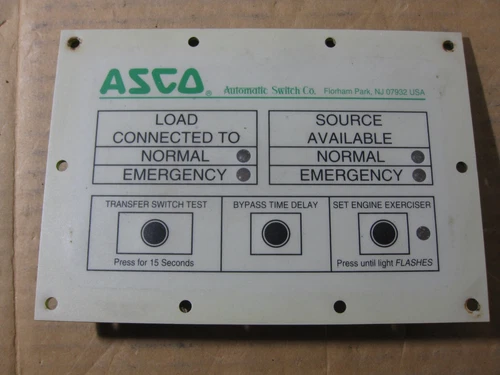 ASCO® Automatic Switch Co. Florham Park, NJ 07932 USA
LOAD
CONNECTED TO
NORMAL
EMERGENCY
SOURCE
AVAILABLE
NORMAL
EMERGENCY
TRANSFER SWITCH TEST
Press for 15 Seconds
BYPASS TIME DELAY
SET ENGINE EXERCISER
Press until light FLASHES